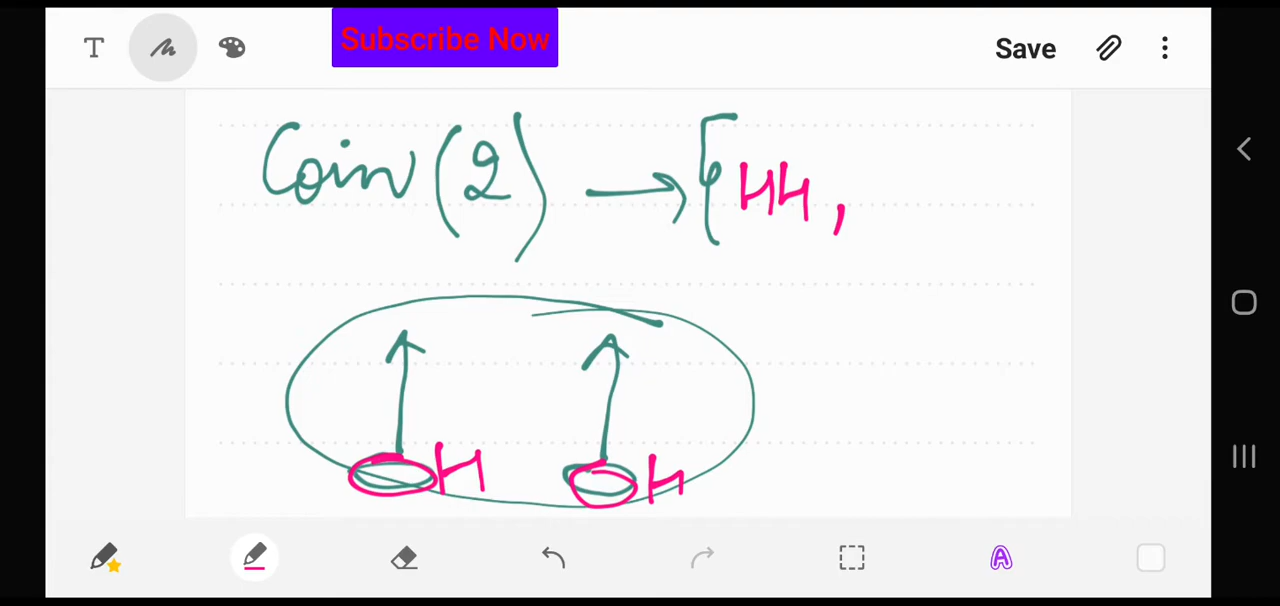 Subscribe Now
T Save
Coin (2) → { HH ,
H H
A